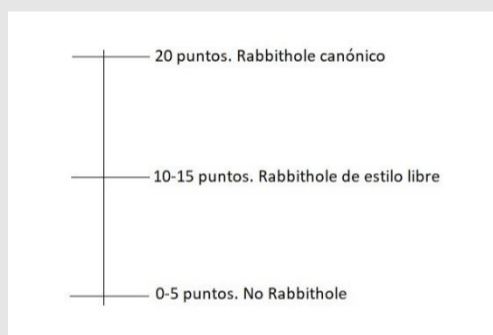 20 puntos. Rabbithole canónico
10-15 puntos. Rabbithole de estilo libre
0-5 puntos. No Rabbithole